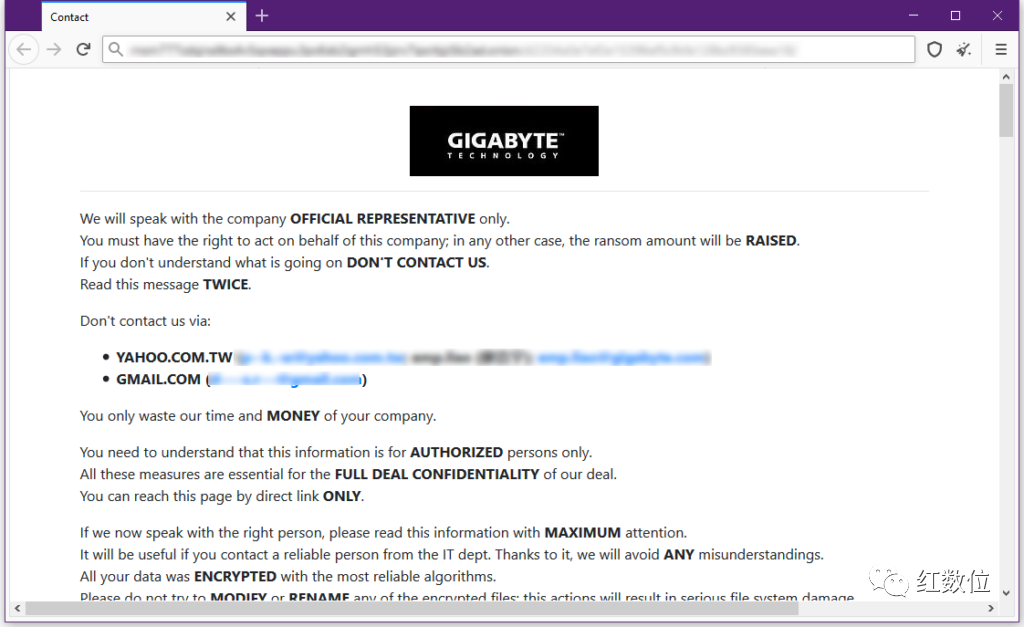 Contact
GIGABYTE™
TECHNOLOGY
We will speak with the company OFFICIAL REPRESENTATIVE only.
You must have the right to act on behalf of this company; in any other case, the ransom amount will be RAISED.
If you don't understand what is going on DON'T CONTACT US.
Read this message TWICE.
Don't contact us via:
YAHOO.COM.TW
GMAIL.COM ( )
You only waste our time and MONEY of your company.
You need to understand that this information is for AUTHORIZED persons only.
All these measures are essential for the FULL DEAL CONFIDENTIALITY of our deal.
You can reach this page by direct link ONLY.
If we now speak with the right person, please read this information with MAXIMUM attention.
It will be useful if you contact a reliable person from the IT dept. Thanks to it, we will avoid ANY misunderstandings.
All your data was ENCRYPTED with the most reliable algorithms.
Please do not try to MODIFY or RENAME any of the encrypted files; this actions will result in serious file system damage
红数位